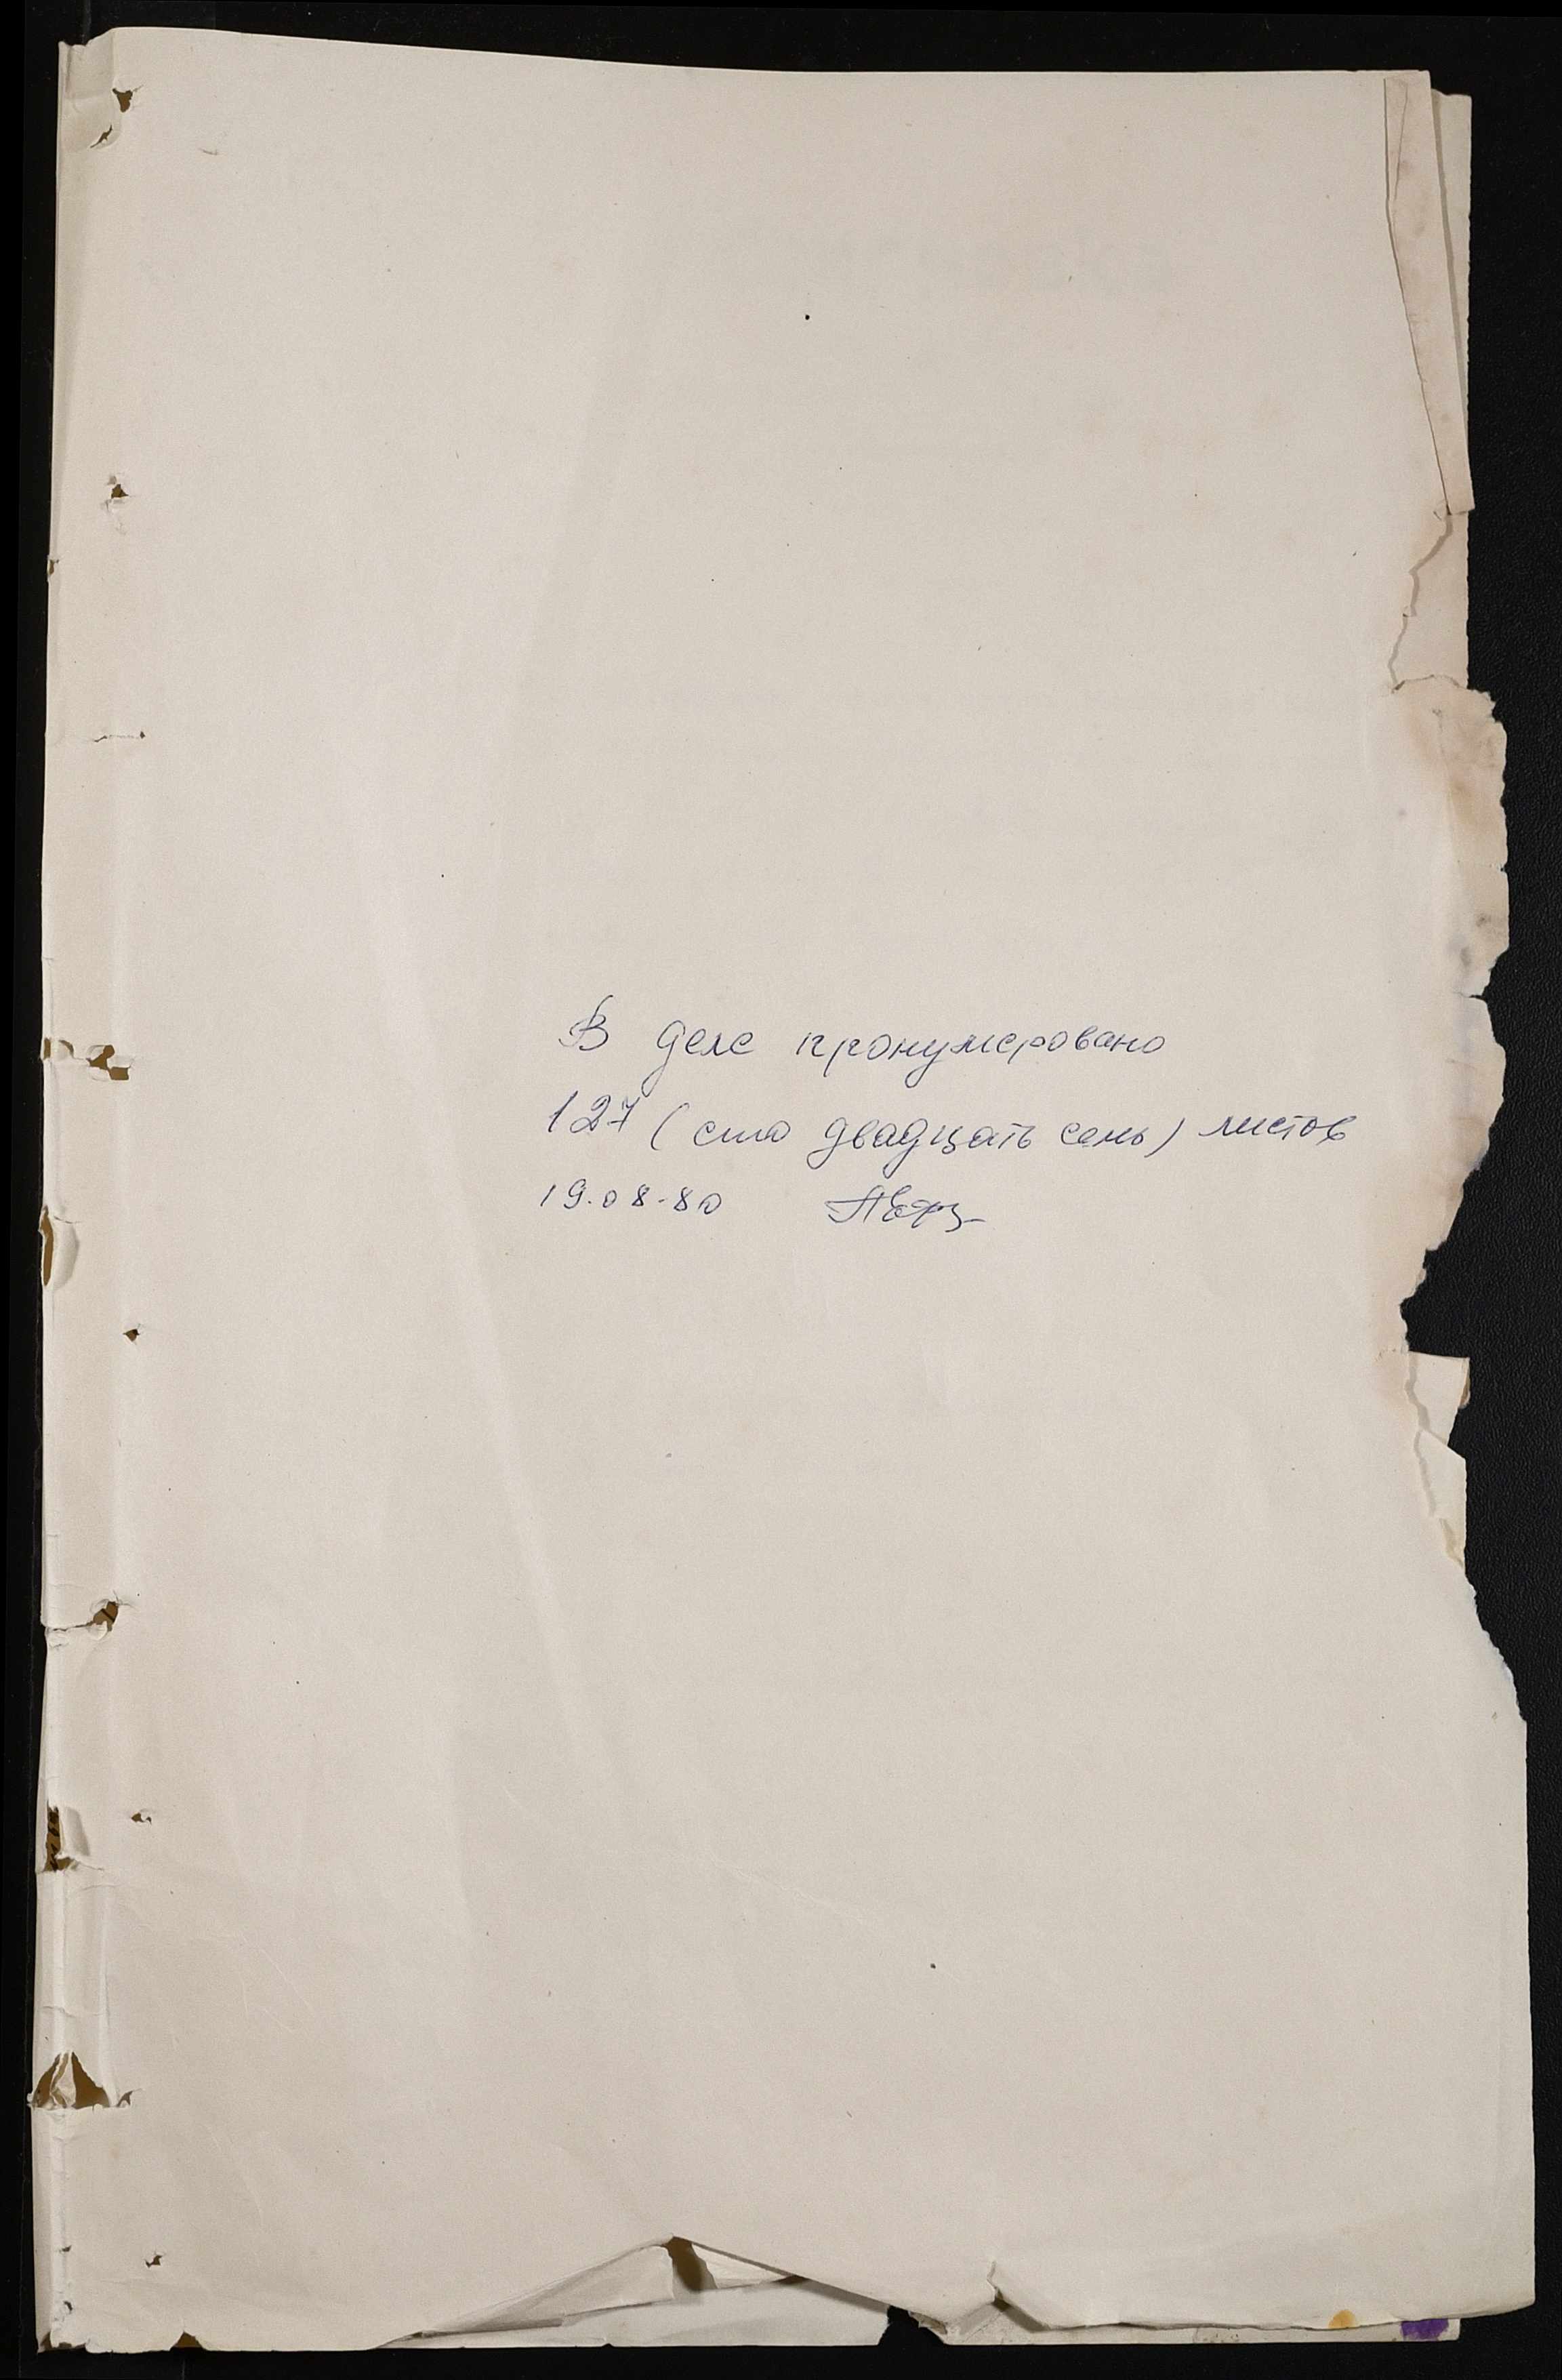 В деле пронумеровано
127 (сто двадцать семь) листов
19.08.80